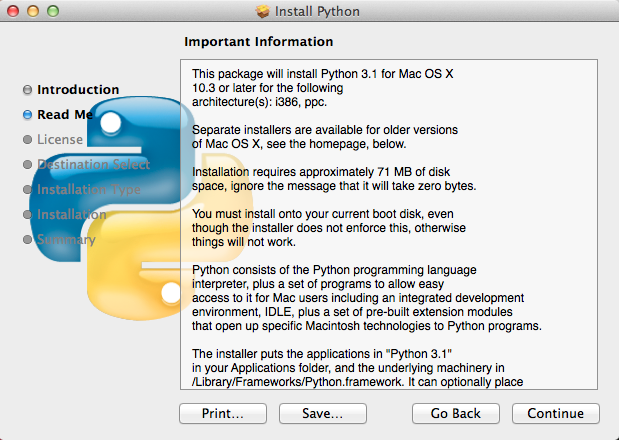 Install Python
Important Information
Introduction
Read Me
License
Destination Select
Installation Type
Installation
Summary
This package will install Python 3.1 for Mac OS X
10.3 or later for the following
architecture(s): i386, ppc.
Separate installers are available for older versions
of Mac OS X, see the homepage, below.
Installation requires approximately 71 MB of disk
space, ignore the message that it will take zero bytes.
You must install onto your current boot disk, even
though the installer does not enforce this, otherwise
things will not work.
Python consists of the Python programming language
interpreter, plus a set of programs to allow easy
access to it for Mac users including an integrated development
environment, IDLE, plus a set of pre-built extension modules
that open up specific Macintosh technologies to Python programs.
The installer puts the applications in "Python 3.1"
in your Applications folder, and the underlying machinery in
/Library/Frameworks/Python.framework. It can optionally place
Print...
Save...
Go Back
Continue